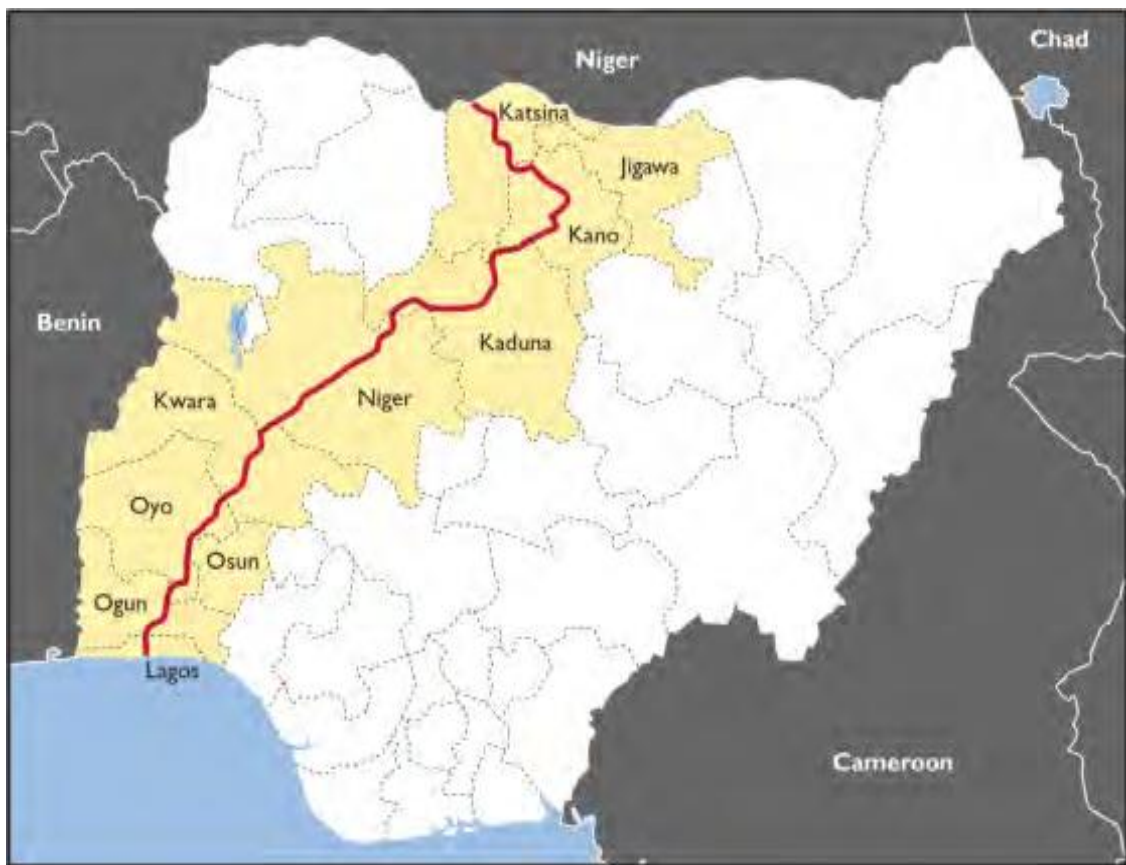 Chad
Niger
Katsina
Jigawa
Kano
Benin
Kaduna
Kwara
Niger
Oyo
Osun
Ogun
Lagos
Cameroon